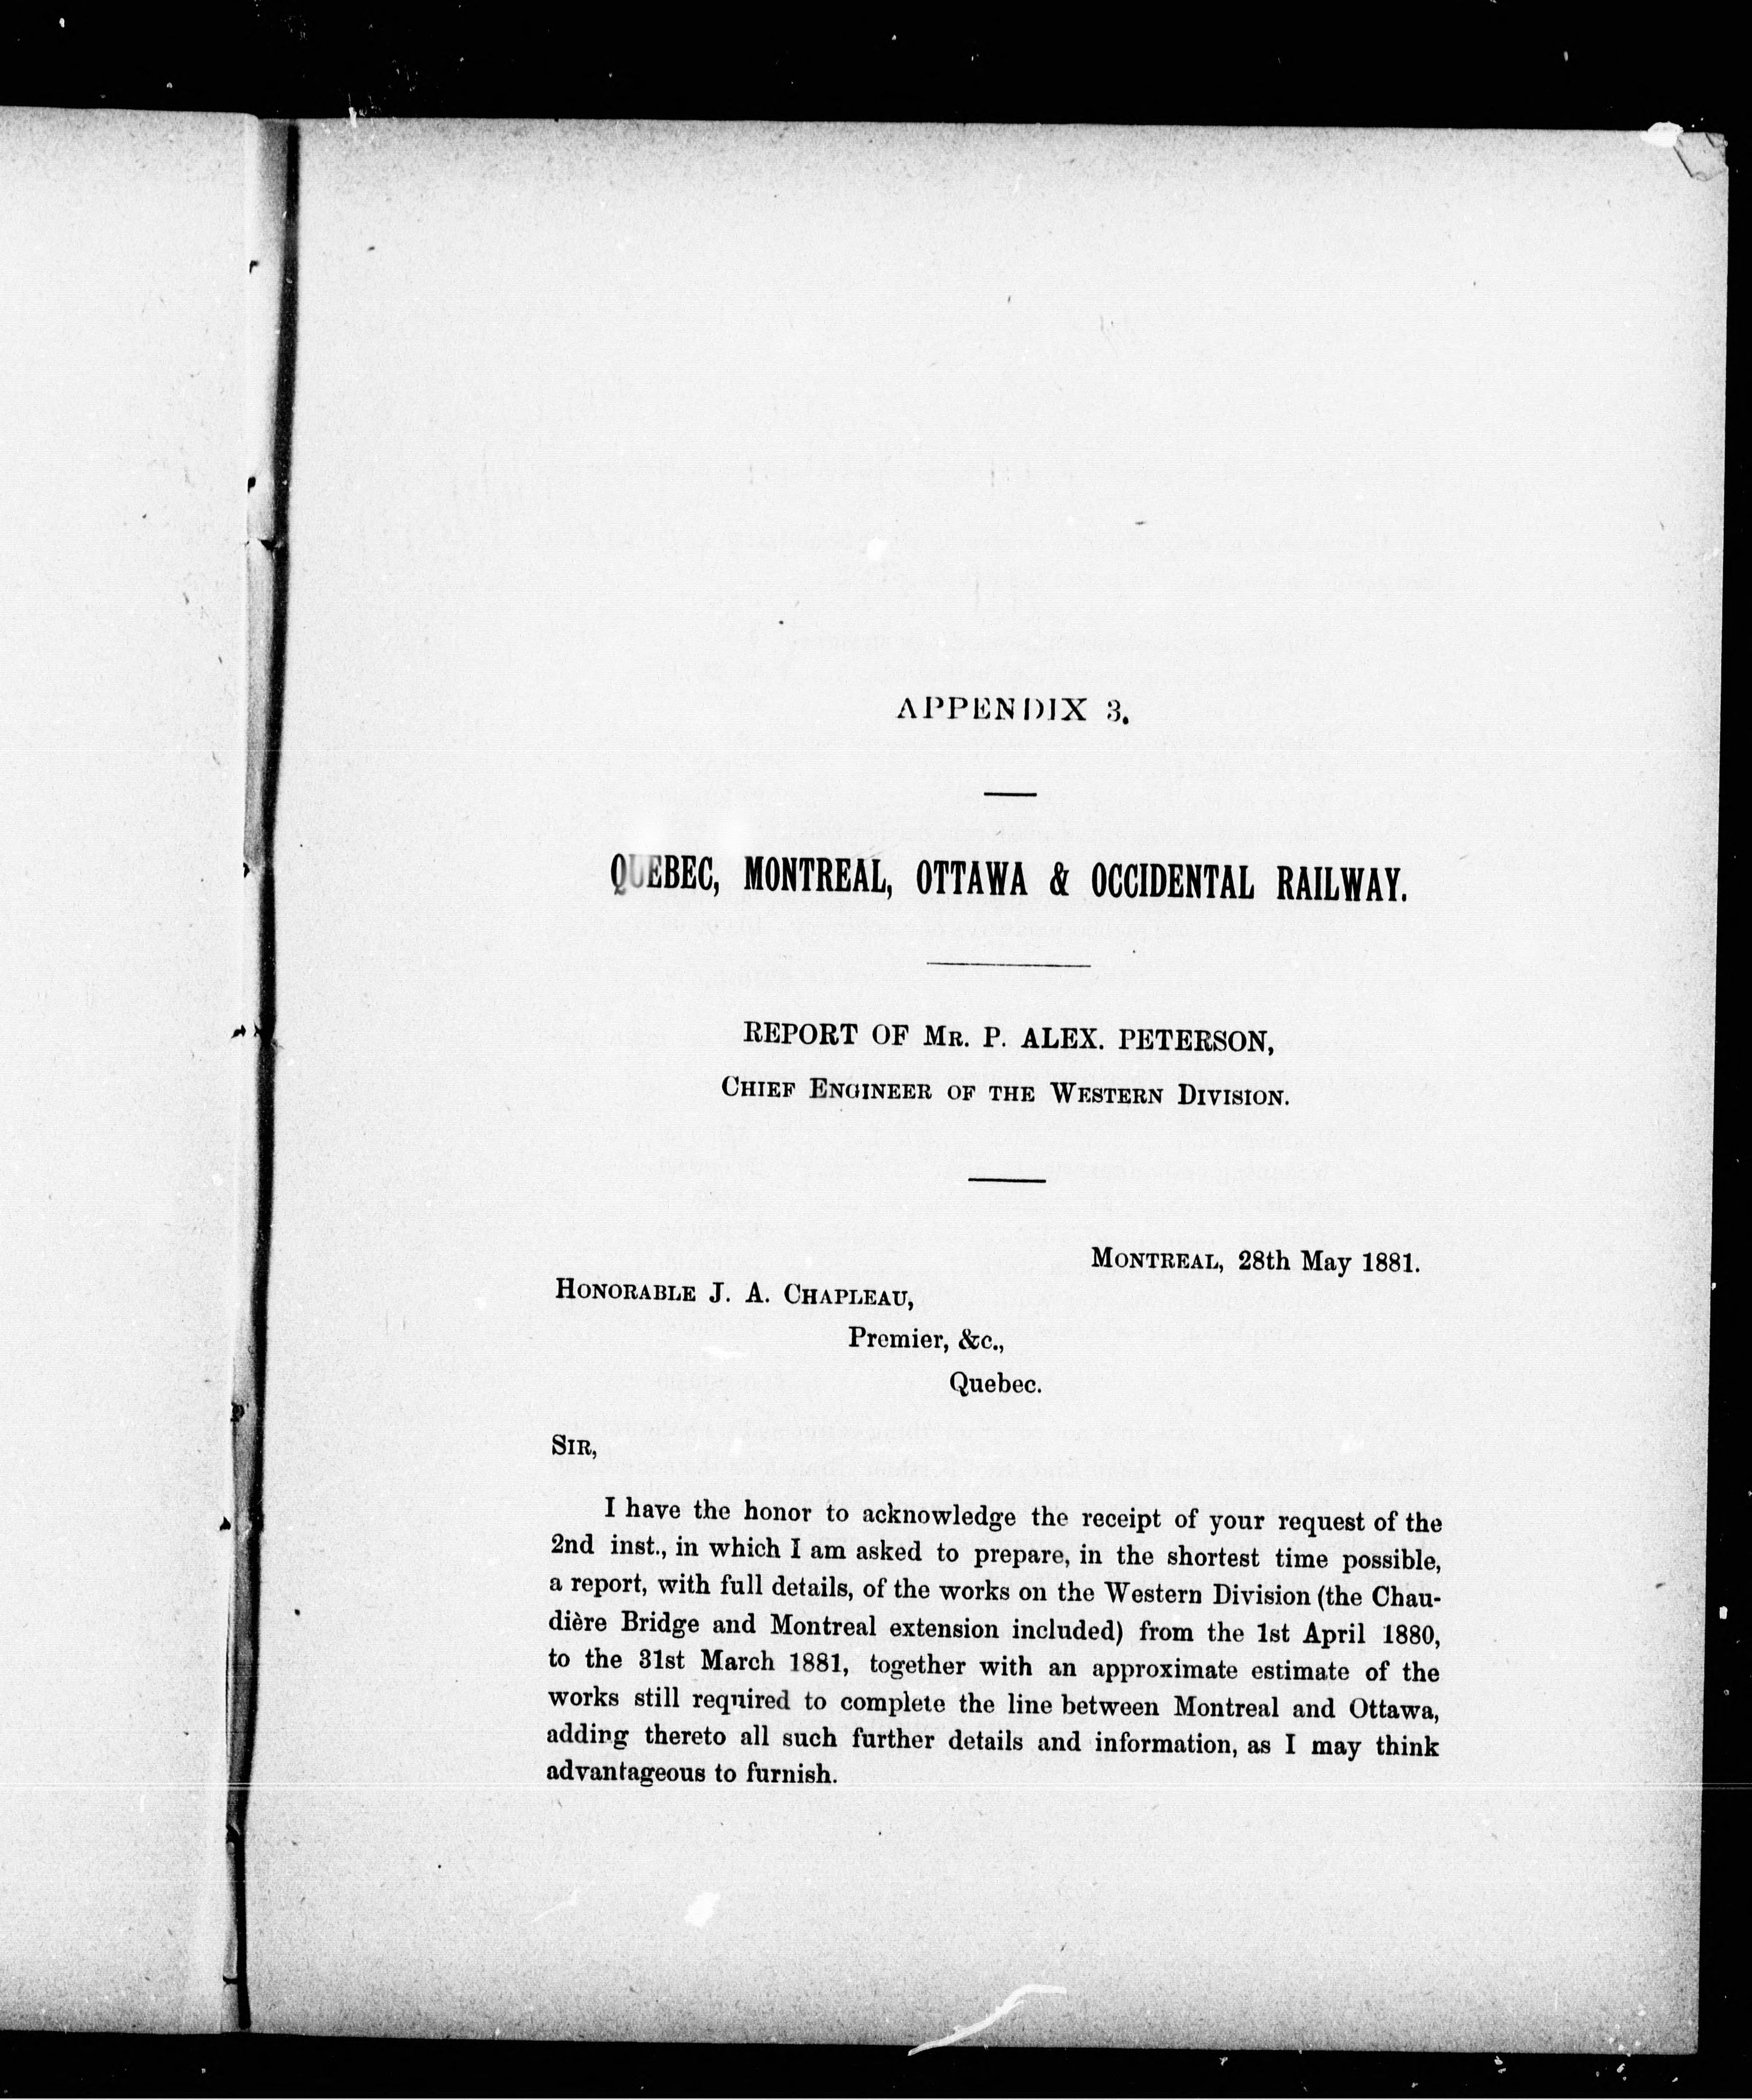 APPENDIX 3.
QUEBEC, MONTREAL, OTTAWA & OCCIDENTAL RAILWAY.
REPORT OF MR. P. ALEX. PETERSON,
CHIEF ENGINEER OF THE WESTERN DIVISION.
MONTREAL, 28th May 1881.
HONORABLE J. A. CHAPLEAU,
Premier, &c.,
Quebec.
SIR,
I have the honor to acknowledge the receipt of your request of the
2nd inst., in which I am asked to prepare, in the shortest time possible,
a report, with full details, of the works on the Western Division (the Chau-
dière Bridge and Montreal extension included) from the 1st April 1880,
to the 31st March 1881, together with an approximate estimate of the
works still required to complete the line between Montreal and Ottawa,
adding thereto all such further details and information, as I may think
advantageous to furnish.